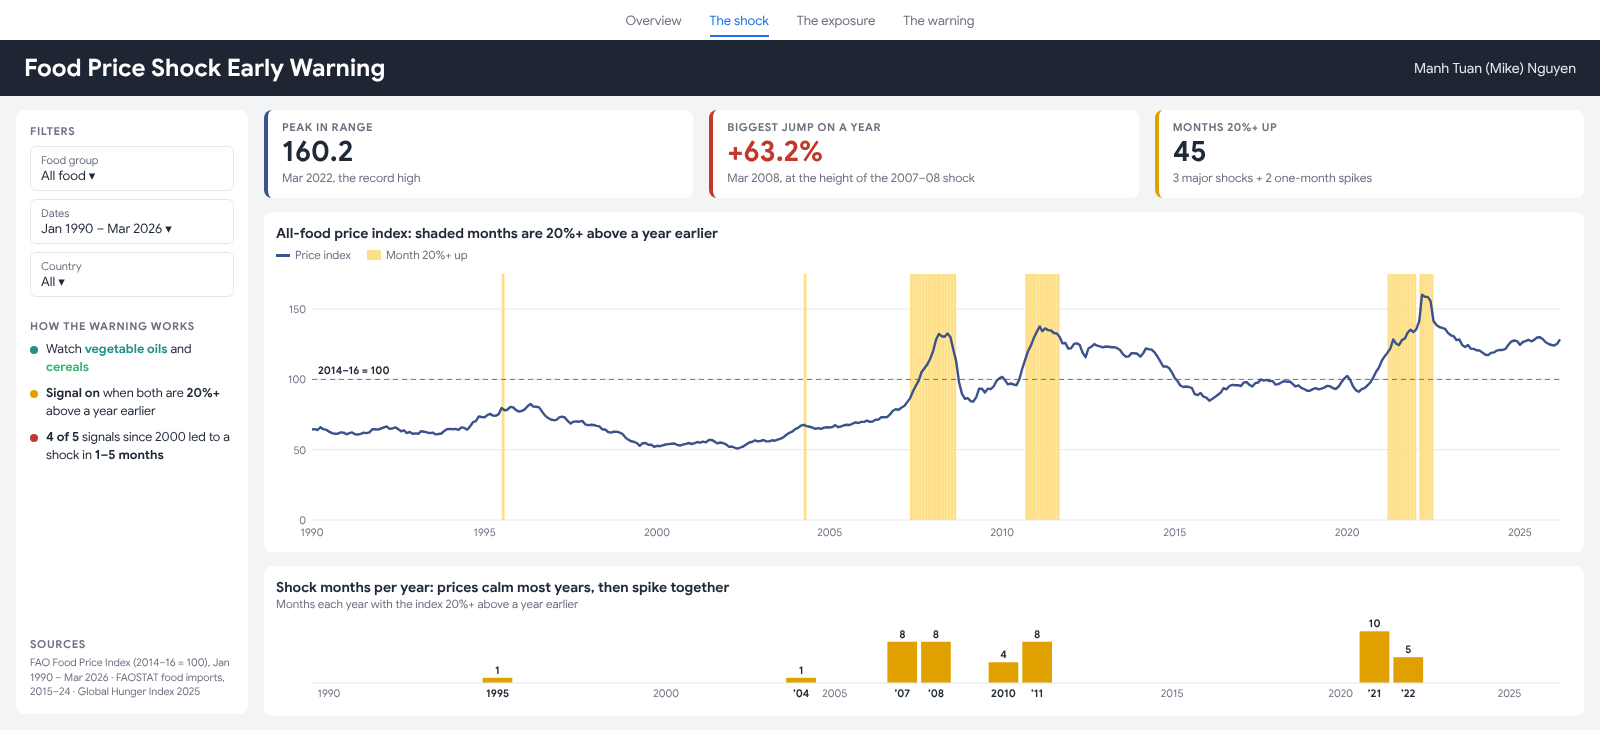 Overview The shock The exposure The warning
Food Price Shock Early Warning
Manh Tuan (Mike) Nguyen
FILTERS
Food group
All food ▾
Dates
Jan 1990 – Mar 2026 ▾
Country
All ▾
HOW THE WARNING WORKS
Watch vegetable oils and
cereals
Signal on when both are 20%+
above a year earlier
4 of 5 signals since 2000 led to a
shock in 1–5 months
SOURCES
FAO Food Price Index (2014–16 = 100), Jan
1990 – Mar 2026 · FAOSTAT food imports,
2015–24 · Global Hunger Index 2025
PEAK IN RANGE
160.2
Mar 2022, the record high
BIGGEST JUMP ON A YEAR
+63.2%
Mar 2008, at the height of the 2007–08 shock
MONTHS 20%+ UP
45
3 major shocks + 2 one-month spikes
All-food price index: shaded months are 20%+ above a year earlier
Price index Month 20%+ up
150
2014–16 = 100
100
50
0
1990 1995 2000 2005 2010 2015 2020 2025
Shock months per year: prices calm most years, then spike together
Months each year with the index 20%+ above a year earlier
1 1 8 8 4 8 10 5
1990 1995 2000 '04 2005 '07 '08 2010 '11 2015 2020 '21 '22 2025